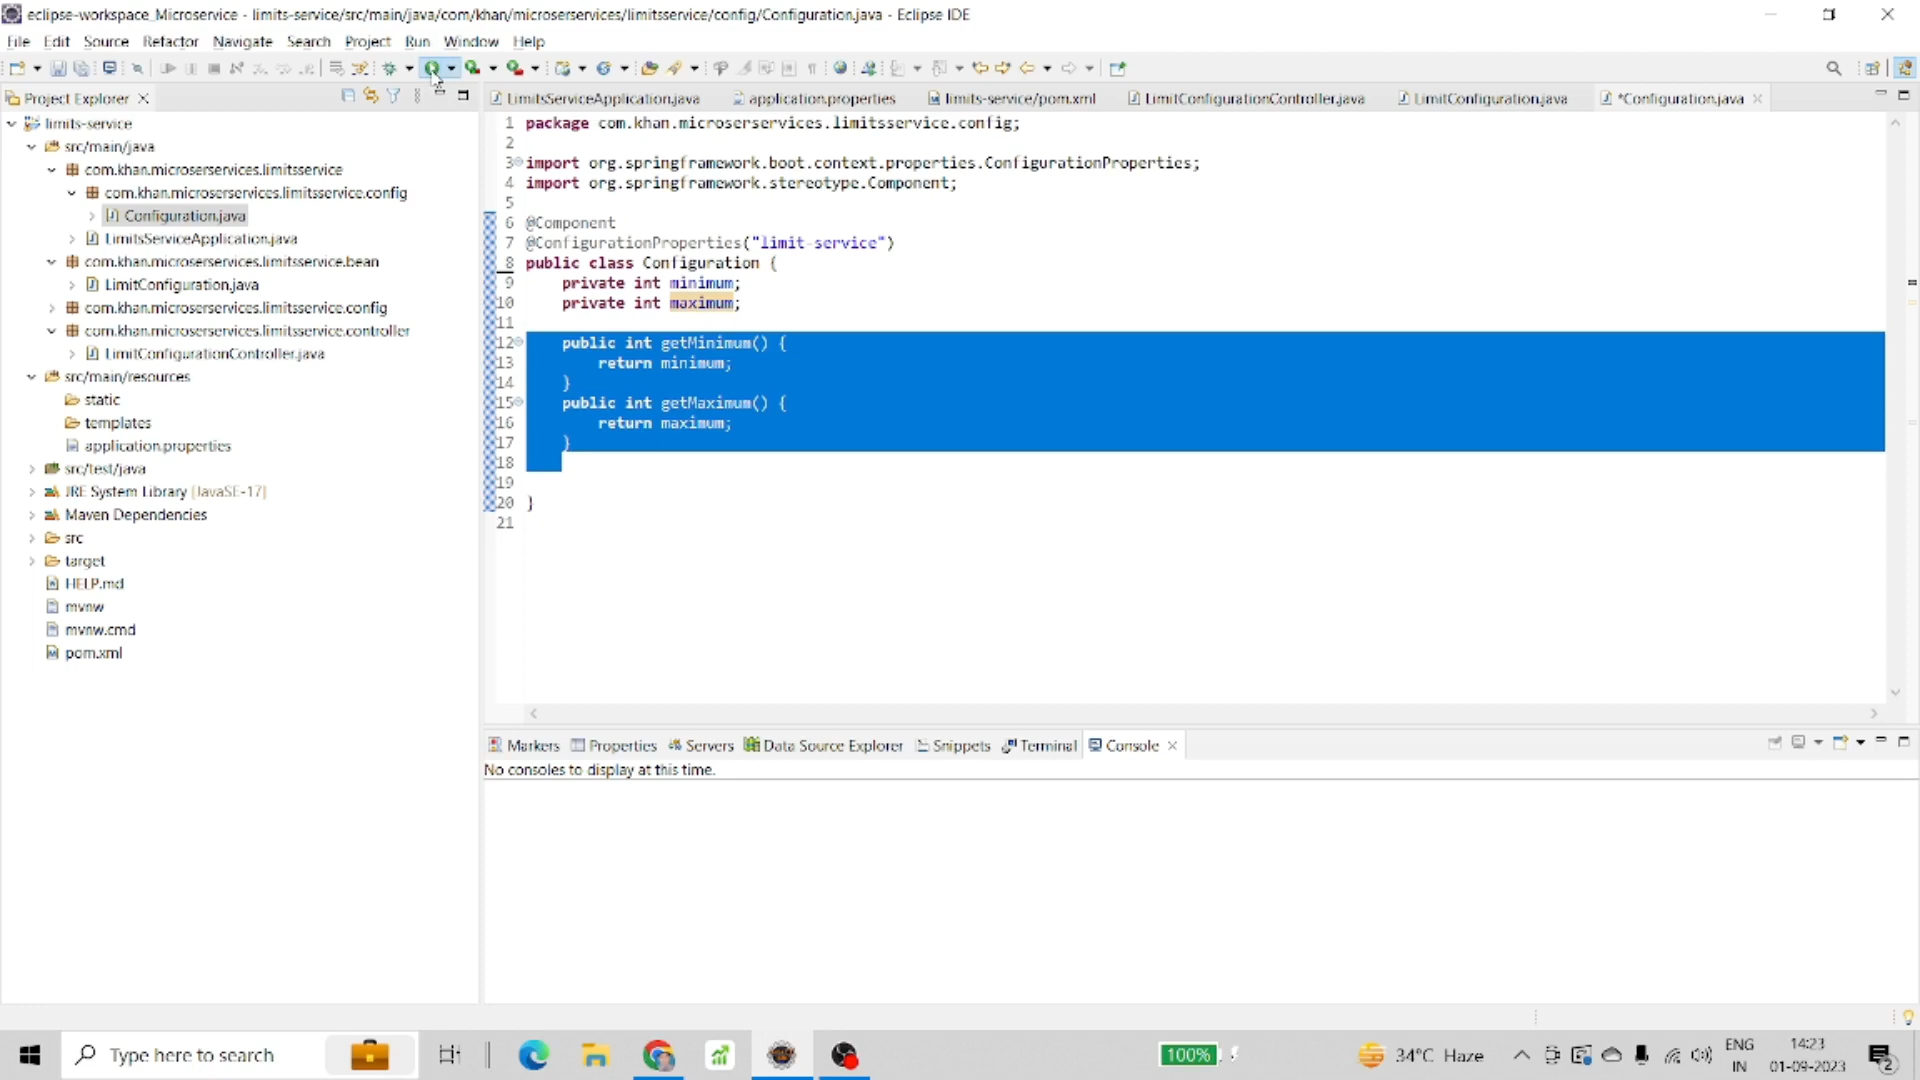 eclipse-workspace_Microservice - limits-service/src/main/java/com/khan/microserservices/limitsservice/config/Configuration.java - Eclipse IDE
File Edit Source Refactor Navigate Search Project Run Window Help
Project Explorer
LimitsServiceApplication.java application.properties limits-service/pom.xml LimitConfigurationController.java LimitConfiguration.java *Configuration.java
limits-service
src/main/java
com.khan.microserservices.limitsservice
com.khan.microserservices.limitsservice.config
Configuration.java
LimitsServiceApplication.java
com.khan.microserservices.limitsservice.bean
LimitConfiguration.java
com.khan.microserservices.limitsservice.config
com.khan.microserservices.limitsservice.controller
LimitConfigurationController.java
src/main/resources
static
templates
application.properties
src/test/java
JRE System Library [JavaSE-17]
Maven Dependencies
src
target
HELP.md
mvnw
mvnw.cmd
pom.xml
1 package com.khan.microserservices.limitsservice.config;
2
3 import org.springframework.boot.context.properties.ConfigurationProperties;
4 import org.springframework.stereotype.Component;
5
6 @Component
7 @ConfigurationProperties("limit-service")
8 public class Configuration {
9 private int minimum;
10 private int maximum;
11
12 public int getMinimum() {
13 return minimum;
14 }
15 public int getMaximum() {
16 return maximum;
17 }
18
19
20 }
21
Markers Properties Servers Data Source Explorer Snippets Terminal Console
No consoles to display at this time.
Type here to search
100%
34°C Haze
ENG
IN
14:23
01-09-2023
2